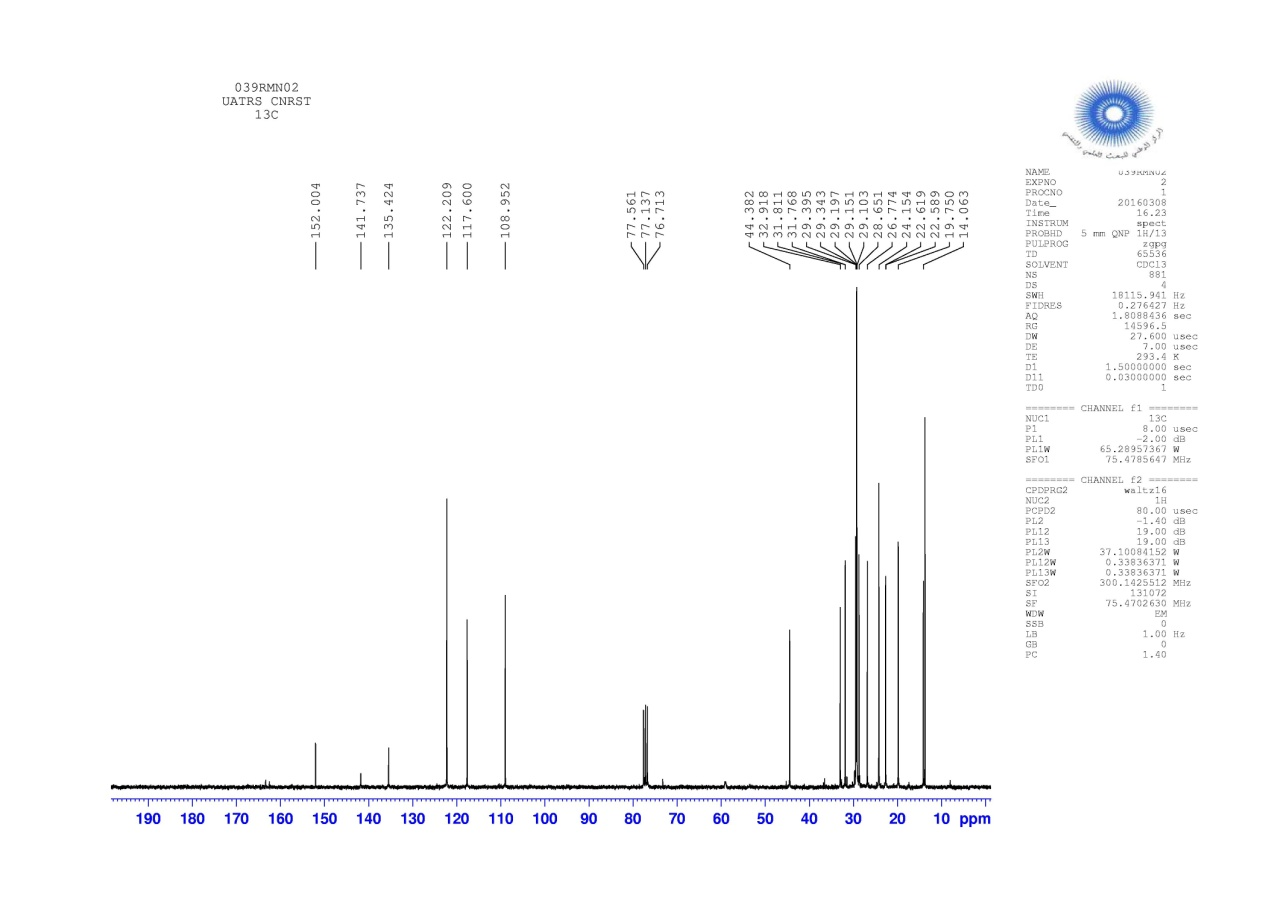 039RMN02
UATRS CNRST
13C
152.004
141.737
135.424
122.209
117.600
108.952
77.561
77.137
76.713
44.382
32.918
31.811
31.768
29.395
29.343
29.197
29.151
29.103
28.651
26.774
24.154
22.619
22.589
19.750
14.063
المركز الوطني للبحث العلمي والتقني
NAME 039RMN02
EXPNO 2
PROCNO 1
Date_ 20160308
Time 16.23
INSTRUM spect
PROBHD 5 mm QNP 1H/13
PULPROG zgpg
TD 65536
SOLVENT CDCl3
NS 881
DS 4
SWH 18115.941 Hz
FIDRES 0.276427 Hz
AQ 1.8088436 sec
RG 14596.5
DW 27.600 usec
DE 7.00 usec
TE 293.4 K
D1 1.50000000 sec
D11 0.03000000 sec
TD0 1
======== CHANNEL f1 ========
NUC1 13C
P1 8.00 usec
PL1 -2.00 dB
PL1W 65.28957367 W
SFO1 75.4785647 MHz
======== CHANNEL f2 ========
CPDPRG2 waltz16
NUC2 1H
PCPD2 80.00 usec
PL2 -1.40 dB
PL12 19.00 dB
PL13 19.00 dB
PL2W 37.10084152 W
PL12W 0.33836371 W
PL13W 0.33836371 W
SFO2 300.1425512 MHz
SI 131072
SF 75.4702630 MHz
WDW EM
SSB 0
LB 1.00 Hz
GB 0
PC 1.40
190 180 170 160 150 140 130 120 110 100 90 80 70 60 50 40 30 20 10 ppm